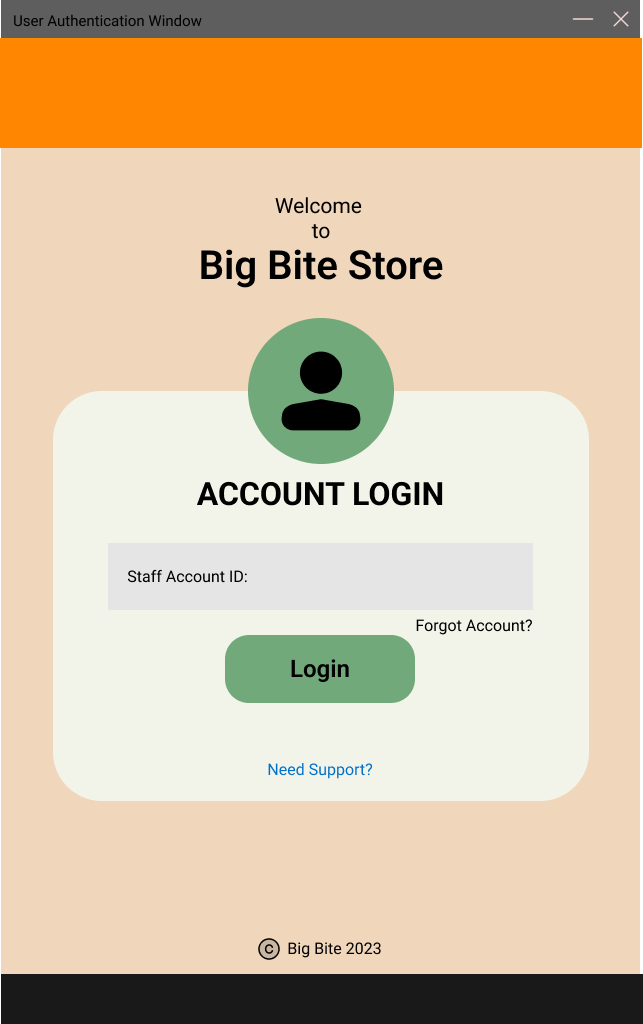 User Authentication Window
Welcome
to
Big Bite Store
ACCOUNT LOGIN
Staff Account ID:
Forgot Account?
Login
Need Support?
© Big Bite 2023